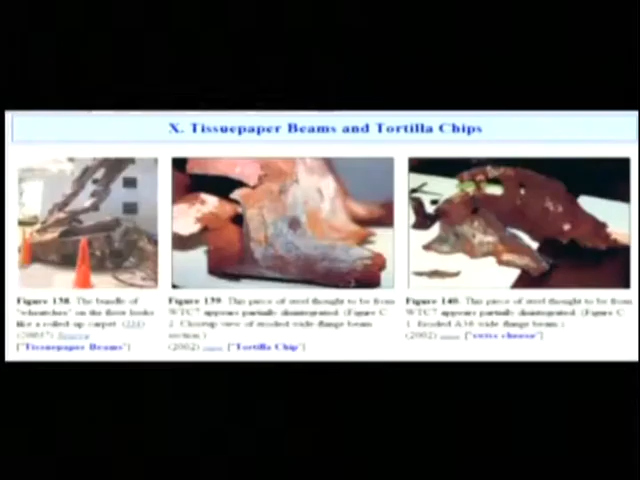 X. Tissuepaper Beams and Tortilla Chips
Figure 138. The bundle of
"wheatchex" on the floor looks
like a rolled up carpet.
["Tissuepaper Beams"]
Figure 139. This piece of steel thought to be from
WTC7 appears partially disintegrated. (Figure C-
2. Closeup view of eroded wide-flange beam
section.)
(2002) ["Tortilla Chip"]
Figure 140. This piece of steel thought to be from
WTC7 appears partially disintegrated. (Figure C-
1. Eroded A36 wide-flange beam.)
(2002) ["swiss cheese"]